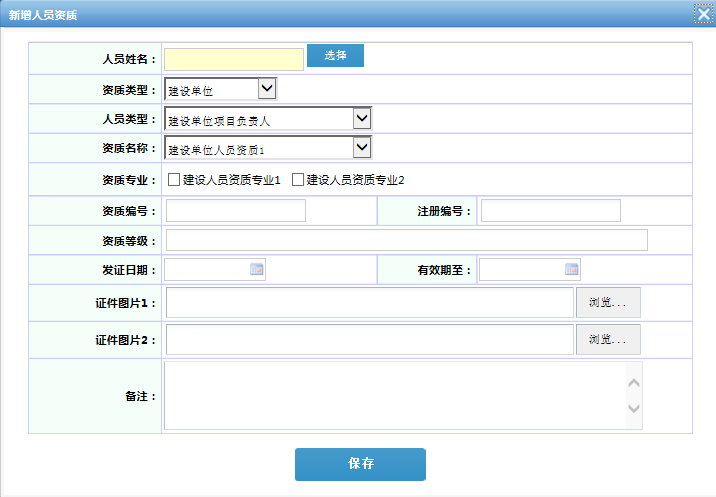 新增人员资质
人员姓名： 选择
资质类型： 建设单位
人员类型： 建设单位项目负责人
资质名称： 建设单位人员资质1
资质专业： 建设人员资质专业1 建设人员资质专业2
资质编号： 注册编号：
资质等级：
发证日期： 有效期至：
证件图片1： 浏览...
证件图片2： 浏览...
备注：
保存